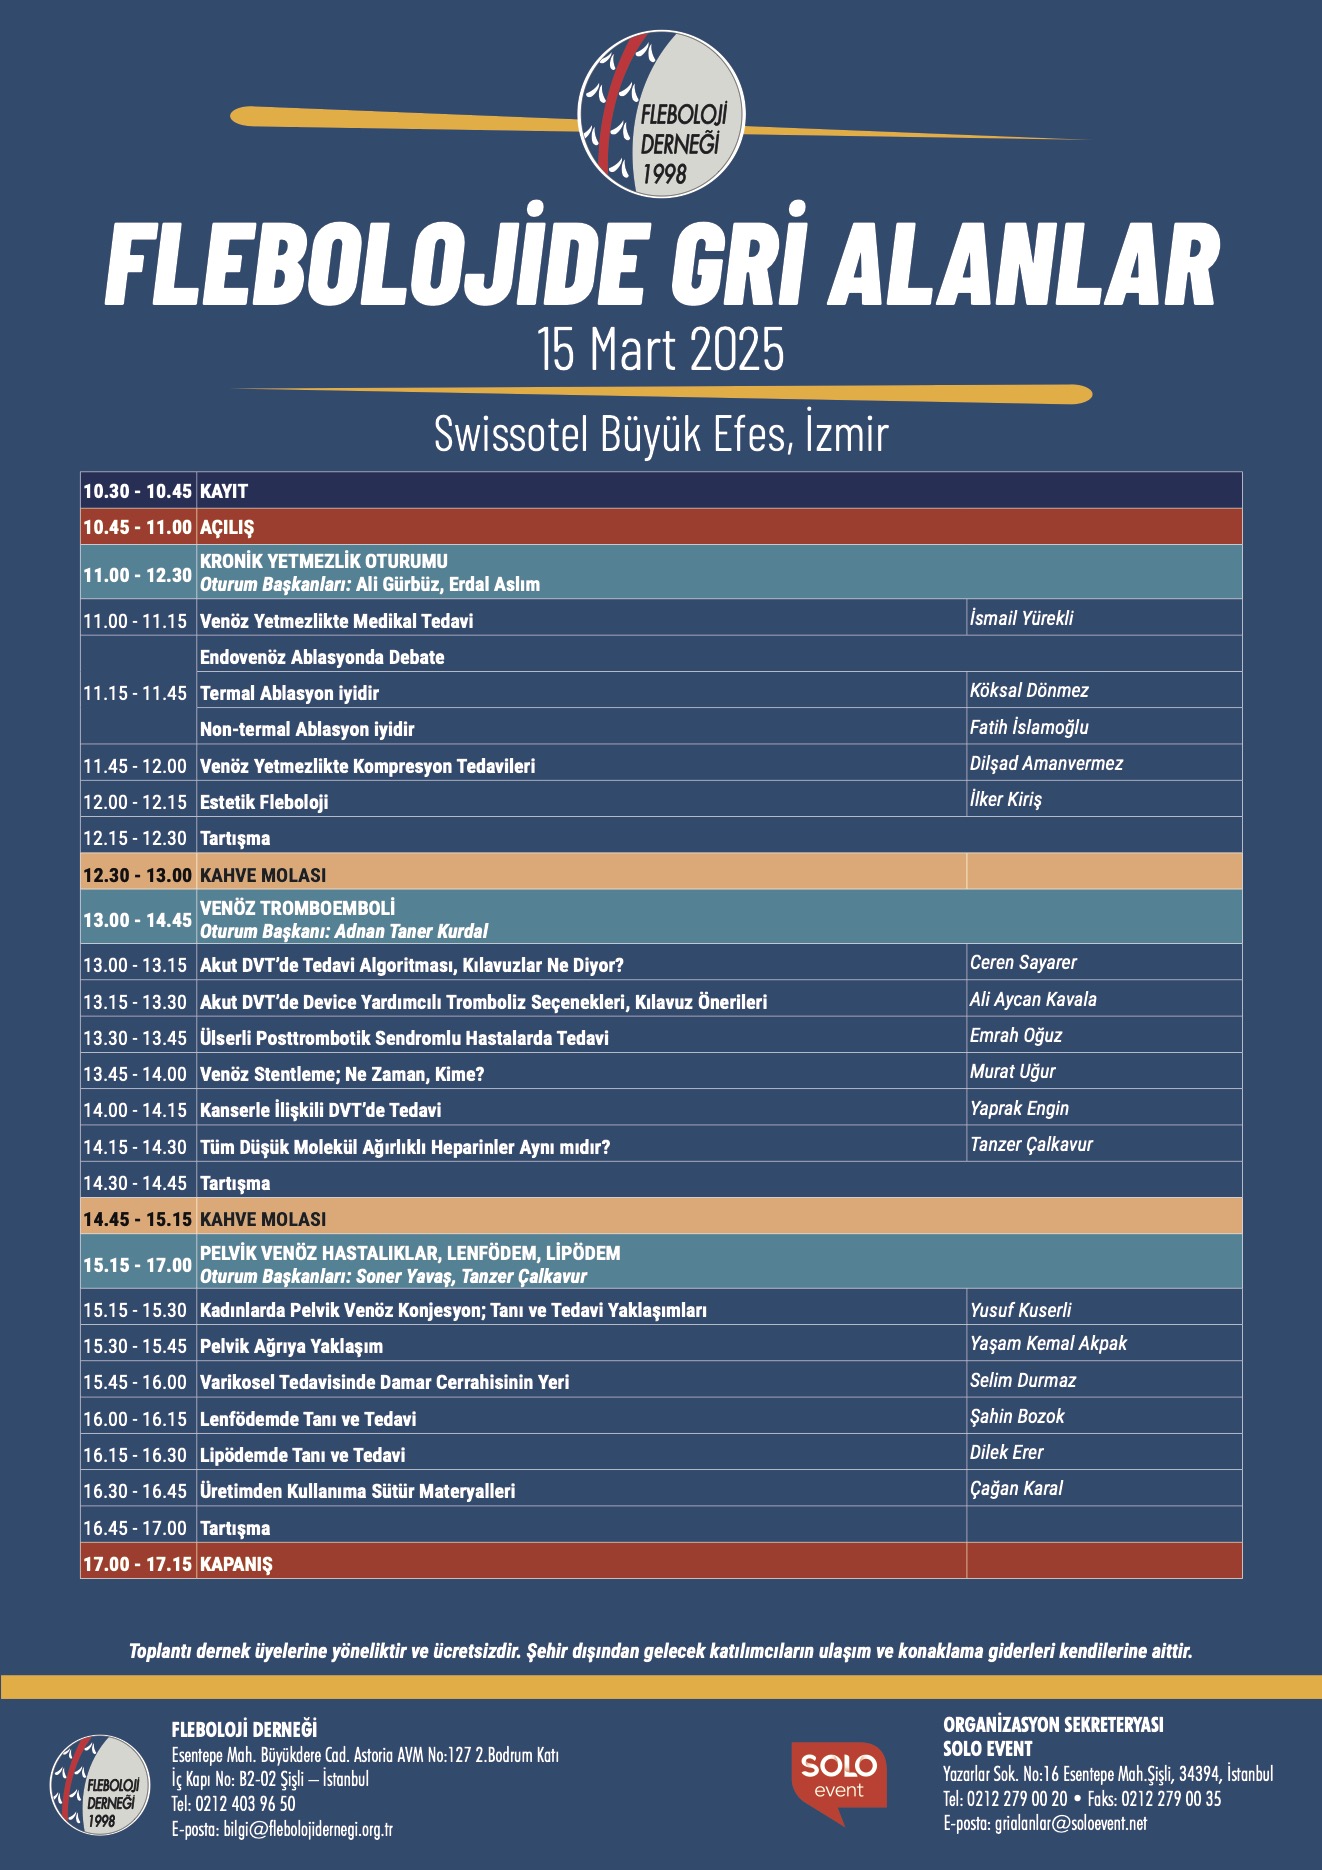 FLEBOLOJİ
DERNEĞİ
1998
FLEBOLOJİDE GRİ ALANLAR
15 Mart 2025
Swissotel Büyük Efes, İzmir
10.30 - 10.45 KAYIT
10.45 - 11.00 AÇILIŞ
11.00 - 12.30 KRONİK YETMEZLİK OTURUMU
Oturum Başkanları: Ali Gürbüz, Erdal Aslım
11.00 - 11.15 Venöz Yetmezlikte Medikal Tedavi İsmail Yürekli
Endovenöz Ablasyonda Debate
11.15 - 11.45 Termal Ablasyon iyidir Köksal Dönmez
Non-termal Ablasyon iyidir Fatih İslamoğlu
11.45 - 12.00 Venöz Yetmezlikte Kompresyon Tedavileri Dilşad Amanvermez
12.00 - 12.15 Estetik Fleboloji İlker Kiriş
12.15 - 12.30 Tartışma
12.30 - 13.00 KAHVE MOLASI
13.00 - 14.45 VENÖZ TROMBOEMBOLİ
Oturum Başkanı: Adnan Taner Kurdal
13.00 - 13.15 Akut DVT’de Tedavi Algoritması, Kılavuzlar Ne Diyor? Ceren Sayarer
13.15 - 13.30 Akut DVT’de Device Yardımcılı Tromboliz Seçenekleri, Kılavuz Önerileri Ali Aycan Kavala
13.30 - 13.45 Ülserli Posttrombotik Sendromlu Hastalarda Tedavi Emrah Oğuz
13.45 - 14.00 Venöz Stentleme; Ne Zaman, Kime? Murat Uğur
14.00 - 14.15 Kanserle İlişkili DVT’de Tedavi Yaprak Engin
14.15 - 14.30 Tüm Düşük Molekül Ağırlıklı Heparinler Aynı mıdır? Tanzer Çalkavur
14.30 - 14.45 Tartışma
14.45 - 15.15 KAHVE MOLASI
15.15 - 17.00 PELVİK VENÖZ HASTALIKLAR, LENFÖDEM, LİPÖDEM
Oturum Başkanları: Soner Yavaş, Tanzer Çalkavur
15.15 - 15.30 Kadınlarda Pelvik Venöz Konjesyon; Tanı ve Tedavi Yaklaşımları Yusuf Kuserli
15.30 - 15.45 Pelvik Ağrıya Yaklaşım Yaşam Kemal Akpak
15.45 - 16.00 Varikosel Tedavisinde Damar Cerrahisinin Yeri Selim Durmaz
16.00 - 16.15 Lenfödemde Tanı ve Tedavi Şahin Bozok
16.15 - 16.30 Lipödemde Tanı ve Tedavi Dilek Erer
16.30 - 16.45 Üretimden Kullanıma Sütür Materyalleri Çağan Karal
16.45 - 17.00 Tartışma
17.00 - 17.15 KAPANIŞ
Toplantı dernek üyelerine yöneliktir ve ücretsizdir. Şehir dışından gelecek katılımcıların ulaşım ve konaklama giderleri kendilerine aittir.
FLEBOLOJİ
DERNEĞİ
1998
FLEBOLOJİ DERNEĞİ
Esentepe Mah. Büyükdere Cad. Astoria AVM No:127 2.Bodrum Katı
İç Kapı No: B2-02 Şişli – İstanbul
Tel: 0212 403 96 50
E-posta: bilgi@flebolojidernegi.org.tr
SOLO
event
ORGANİZASYON SEKRETERYASI
SOLO EVENT
Yazarlar Sok. No:16 Esentepe Mah.Şişli, 34394, İstanbul
Tel: 0212 279 00 20 • Faks: 0212 279 00 35
E-posta: grialanlar@soloevent.net